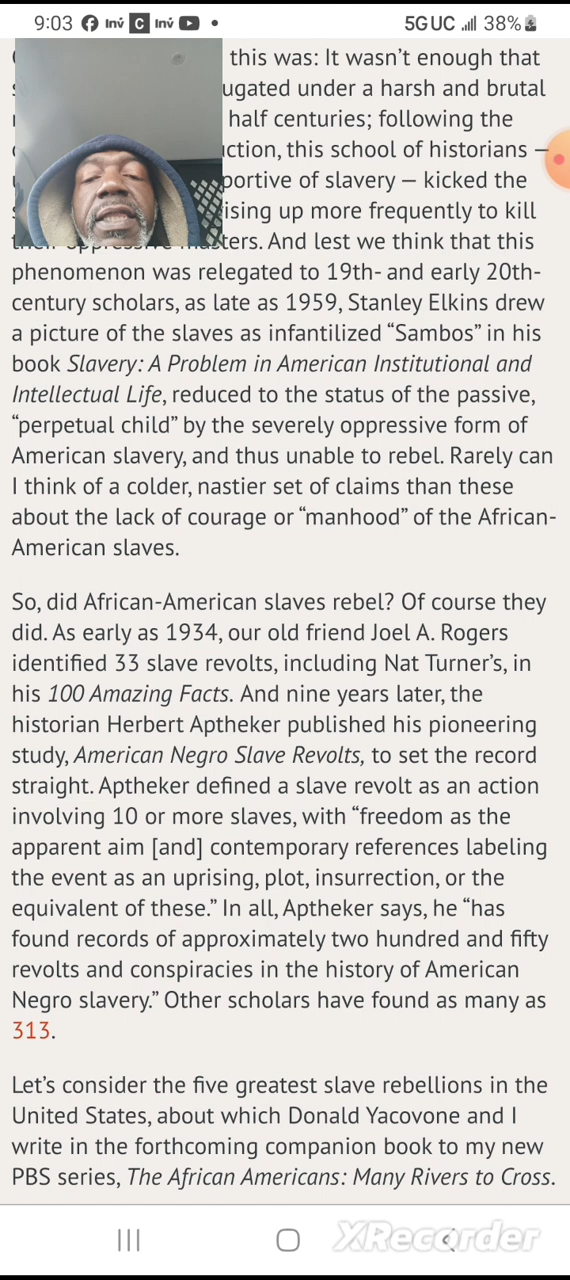 9:03 Inv C Inv 5G UC 38%
this was: It wasn’t enough that
ugated under a harsh and brutal
half centuries; following the
ction, this school of historians —
portive of slavery — kicked the
ising up more frequently to kill
their oppressive masters. And lest we think that this
phenomenon was relegated to 19th- and early 20th-
century scholars, as late as 1959, Stanley Elkins drew
a picture of the slaves as infantilized “Sambos” in his
book Slavery: A Problem in American Institutional and
Intellectual Life, reduced to the status of the passive,
“perpetual child” by the severely oppressive form of
American slavery, and thus unable to rebel. Rarely can
I think of a colder, nastier set of claims than these
about the lack of courage or “manhood” of the African-
American slaves.
So, did African-American slaves rebel? Of course they
did. As early as 1934, our old friend Joel A. Rogers
identified 33 slave revolts, including Nat Turner’s, in
his 100 Amazing Facts. And nine years later, the
historian Herbert Aptheker published his pioneering
study, American Negro Slave Revolts, to set the record
straight. Aptheker defined a slave revolt as an action
involving 10 or more slaves, with “freedom as the
apparent aim [and] contemporary references labeling
the event as an uprising, plot, insurrection, or the
equivalent of these.” In all, Aptheker says, he “has
found records of approximately two hundred and fifty
revolts and conspiracies in the history of American
Negro slavery.” Other scholars have found as many as
313.
Let’s consider the five greatest slave rebellions in the
United States, about which Donald Yacovone and I
write in the forthcoming companion book to my new
PBS series, The African Americans: Many Rivers to Cross.
XRecorder